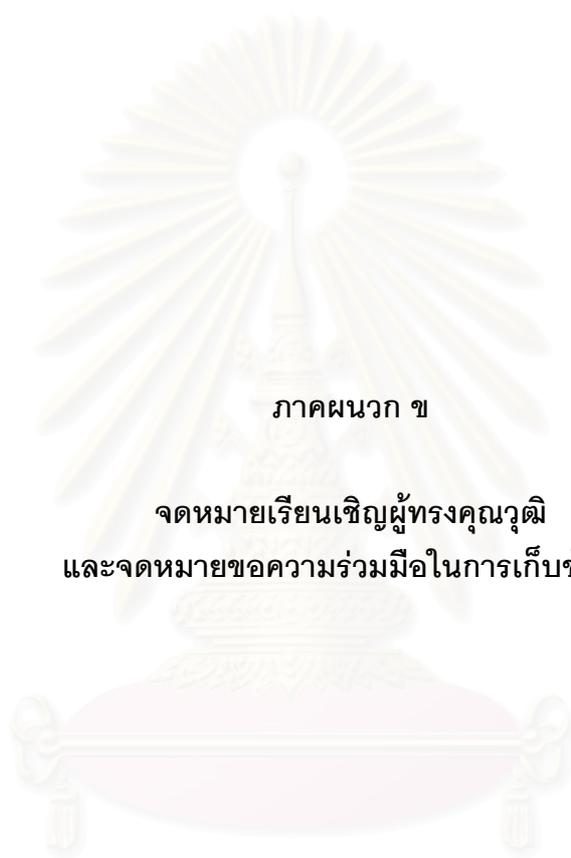 ภาคผนวก ข
จดหมายเรียนเชิญผู้ทรงคุณวุฒิ
และจดหมายขอความร่วมมือในการเก็บ